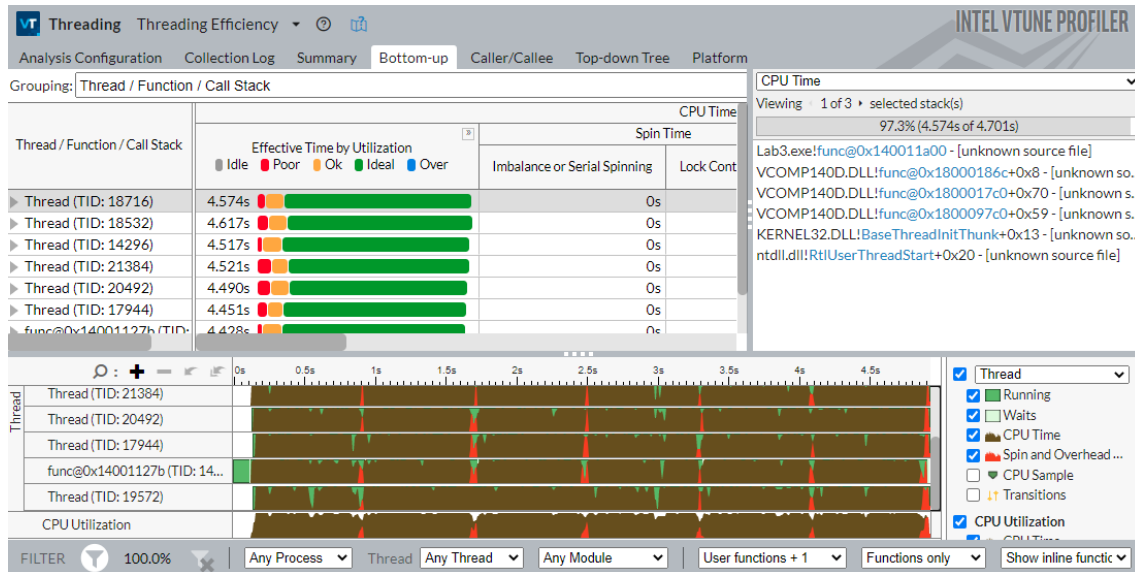 VT Threading Threading Efficiency
INTEL VTUNE PROFILER
Analysis Configuration Collection Log Summary Bottom-up Caller/Callee Top-down Tree Platform
Grouping: Thread / Function / Call Stack
Thread / Function / Call Stack
CPU Time
Effective Time by Utilization
Idle Poor Ok Ideal Over
Spin Time
Imbalance or Serial Spinning
Lock Cont
Thread (TID: 18716) 4.574s 0s
Thread (TID: 18532) 4.617s 0s
Thread (TID: 14296) 4.517s 0s
Thread (TID: 21384) 4.521s 0s
Thread (TID: 20492) 4.490s 0s
Thread (TID: 17944) 4.451s 0s
func@0x14001127b (TID: 4.428s 0s
CPU Time
Viewing 1 of 3 selected stack(s)
97.3% (4.574s of 4.701s)
Lab3.exe!func@0x140011a00 - [unknown source file]
VCOMP140D.DLL!func@0x18000186c+0x8 - [unknown so...
VCOMP140D.DLL!func@0x1800017c0+0x70 - [unknown s...
VCOMP140D.DLL!func@0x1800097c0+0x59 - [unknown s...
KERNEL32.DLL!BaseThreadInitThunk+0x13 - [unknown so...
ntdll.dll!RtlUserThreadStart+0x20 - [unknown source file]
0s 0.5s 1s 1.5s 2s 2.5s 3s 3.5s 4s 4.5s
Thread
Thread (TID: 21384)
Thread (TID: 20492)
Thread (TID: 17944)
func@0x14001127b (TID: 14...
Thread (TID: 19572)
CPU Utilization
Thread
Running
Waits
CPU Time
Spin and Overhead ...
CPU Sample
Transitions
CPU Utilization
CPU Time
FILTER 100.0% Any Process Thread Any Thread Any Module User functions + 1 Functions only Show inline functic